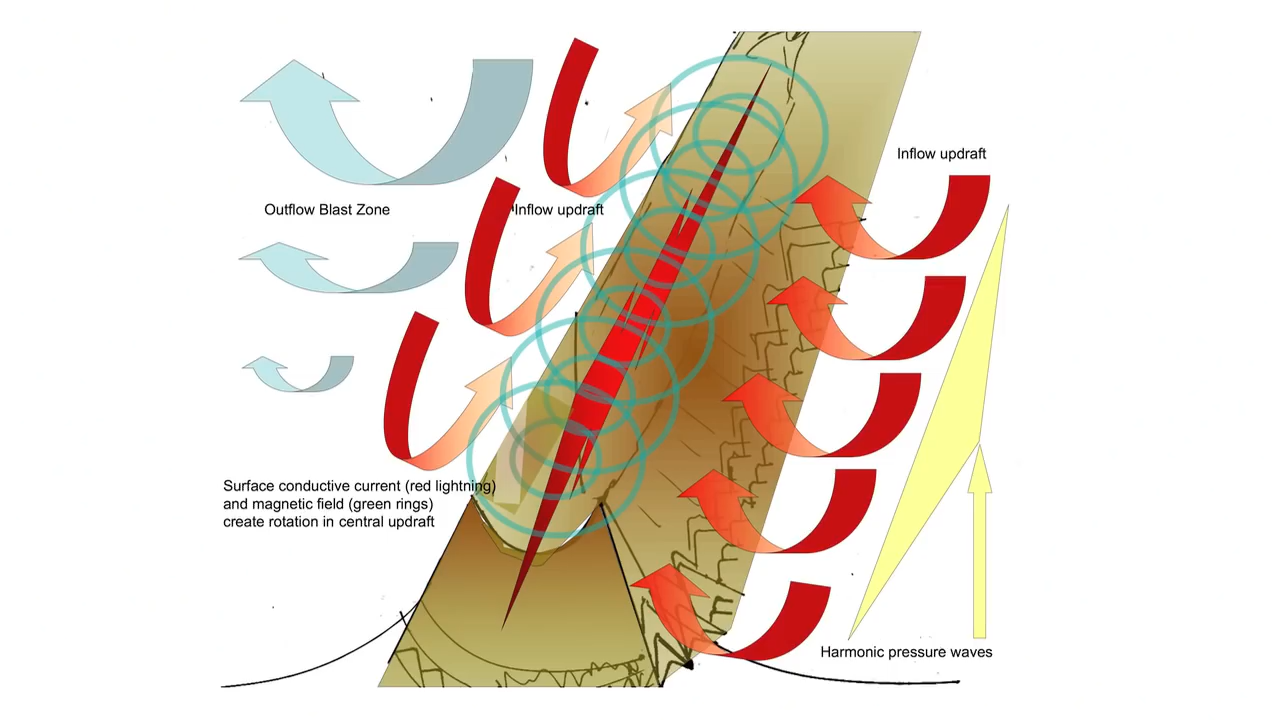 Inflow updraft
Outflow Blast Zone
Inflow updraft
Surface conductive current (red lightning)
and magnetic field (green rings)
create rotation in central updraft
Harmonic pressure waves